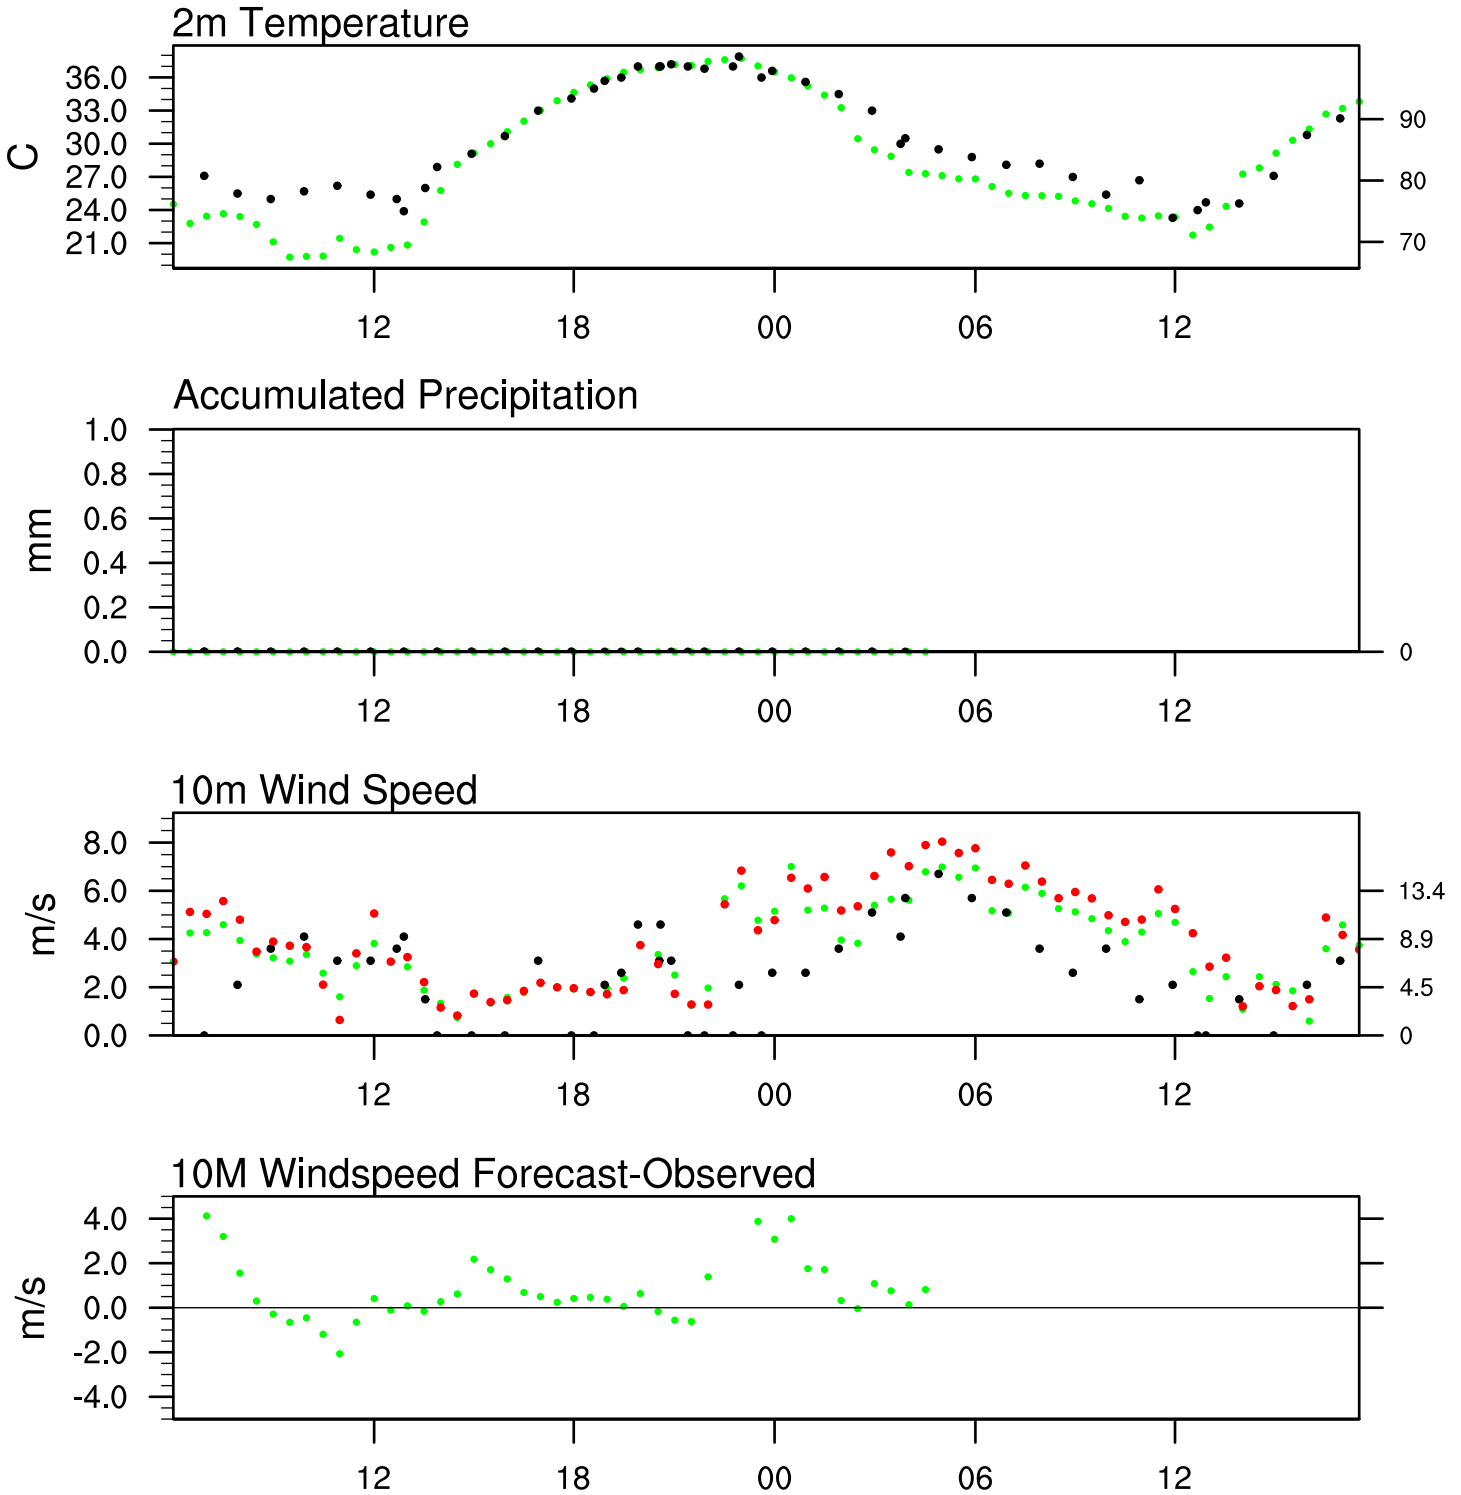 2m Temperature
36.0
33.0
30.0
27.0
24.0
21.0
C
90
80
70
12 18 00 06 12
Accumulated Precipitation
1.0
0.8
0.6
0.4
0.2
0.0
mm
0
12 18 00 06 12
10m Wind Speed
8.0
6.0
4.0
2.0
0.0
m/s
13.4
8.9
4.5
0
12 18 00 06 12
10M Windspeed Forecast-Observed
4.0
2.0
0.0
-2.0
-4.0
m/s
12 18 00 06 12